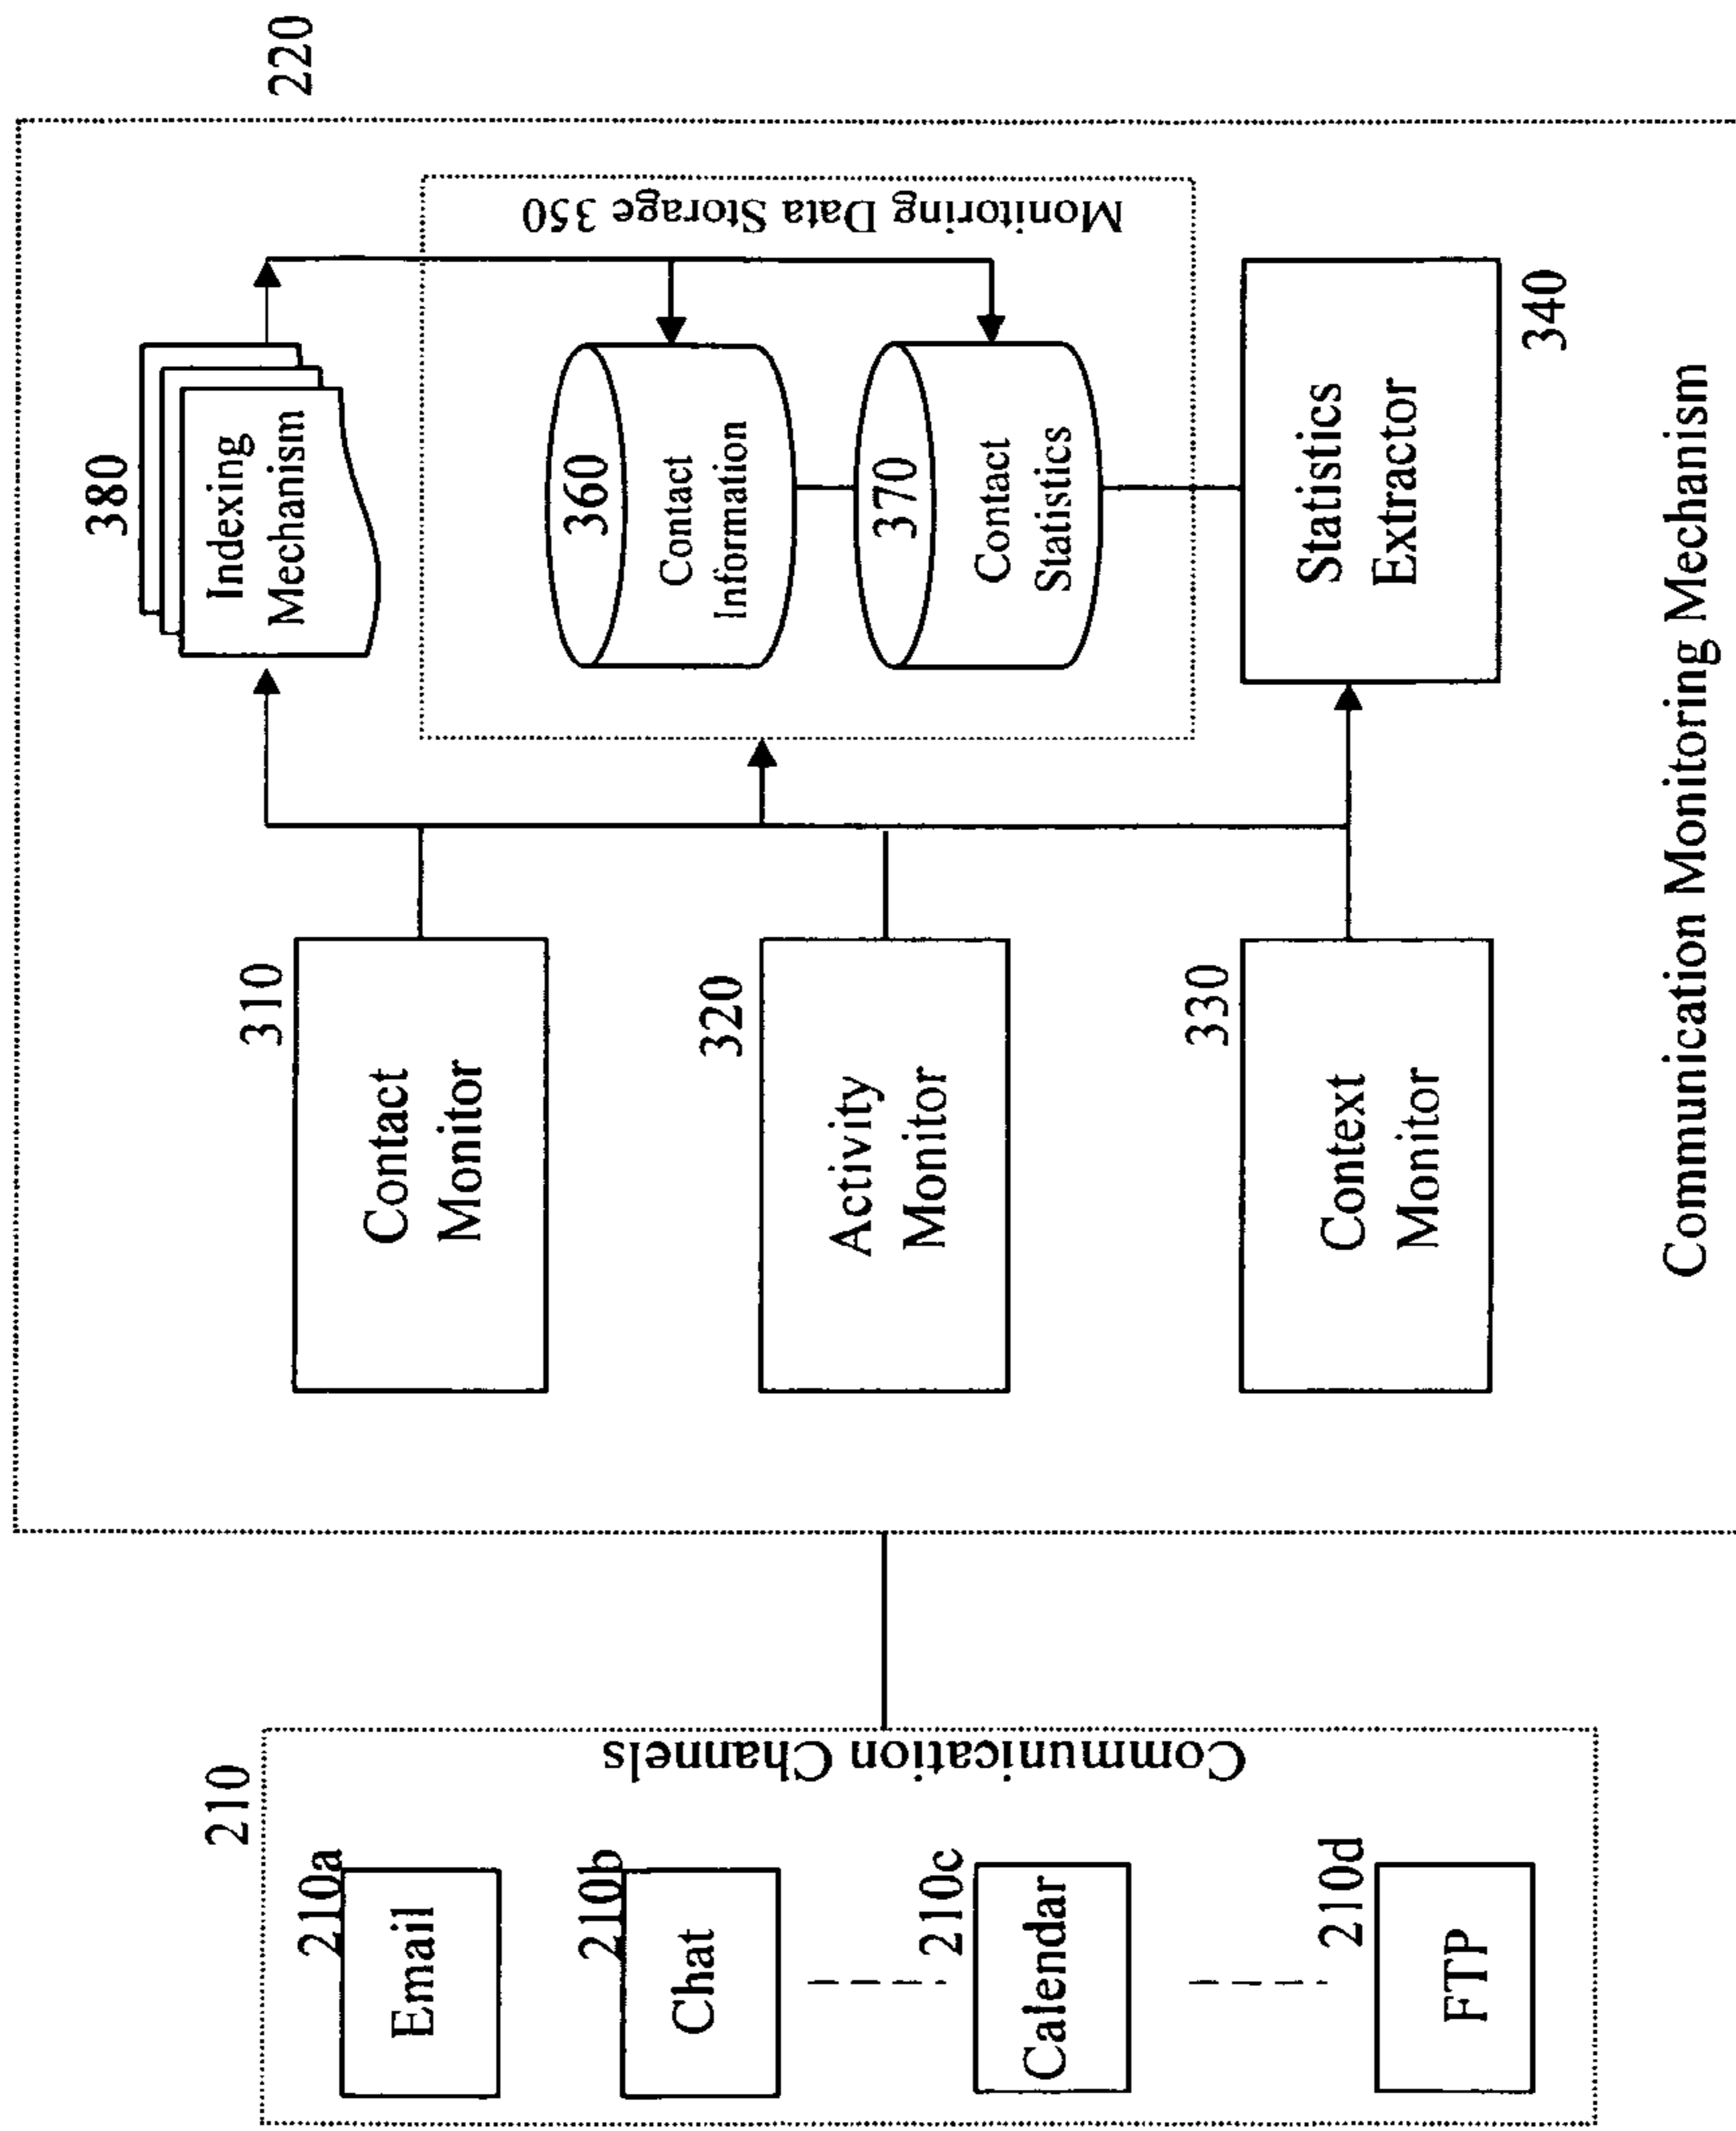 210
210a
Email
210b
Chat
210c
Calendar
210d
FTP
Communication Channels
220
310
Contact
Monitor
320
Activity
Monitor
330
Context
Monitor
380
Indexing
Mechanism
Monitoring Data Storage 350
360
Contact
Information
370
Contact
Statistics
Statistics
Extractor
340
Communication Monitoring Mechanism